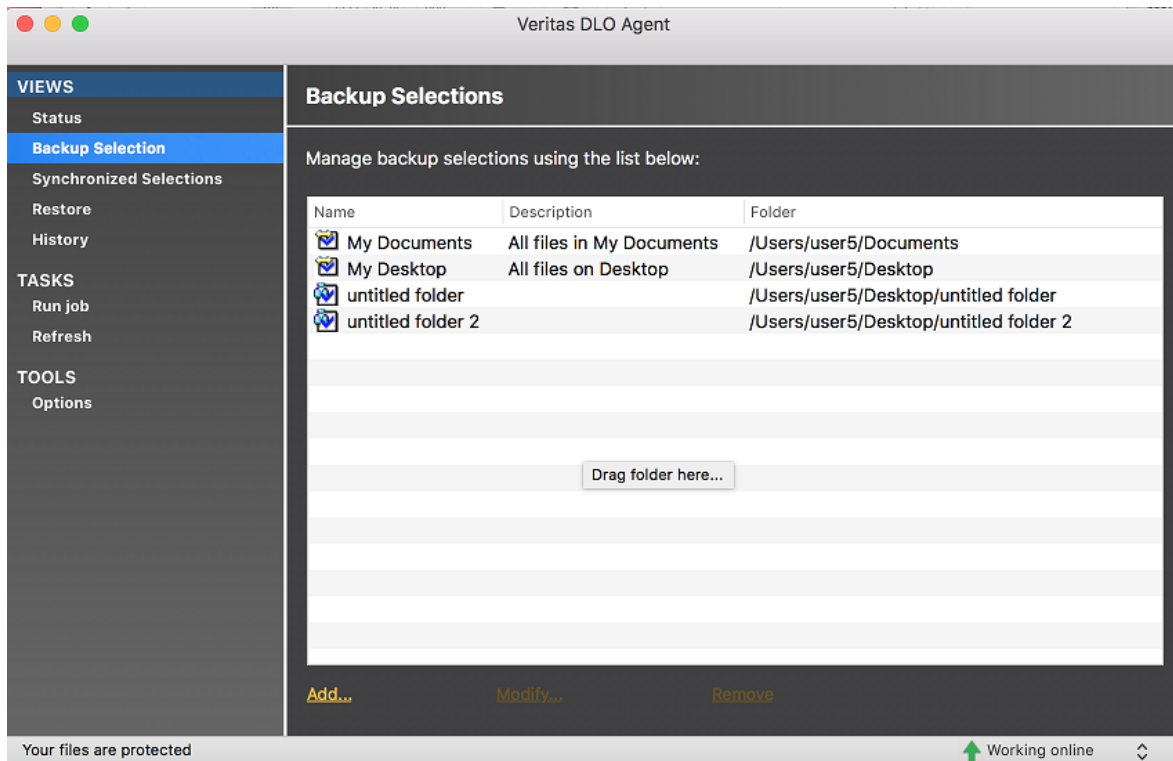 Veritas DLO Agent
VIEWS
Status
Backup Selection
Synchronized Selections
Restore
History
TASKS
Run job
Refresh
TOOLS
Options
Backup Selections
Manage backup selections using the list below:
Name Description Folder
My Documents All files in My Documents /Users/user5/Documents
My Desktop All files on Desktop /Users/user5/Desktop
untitled folder /Users/user5/Desktop/untitled folder
untitled folder 2 /Users/user5/Desktop/untitled folder 2
Drag folder here...
Add... Modify... Remove
Your files are protected Working online